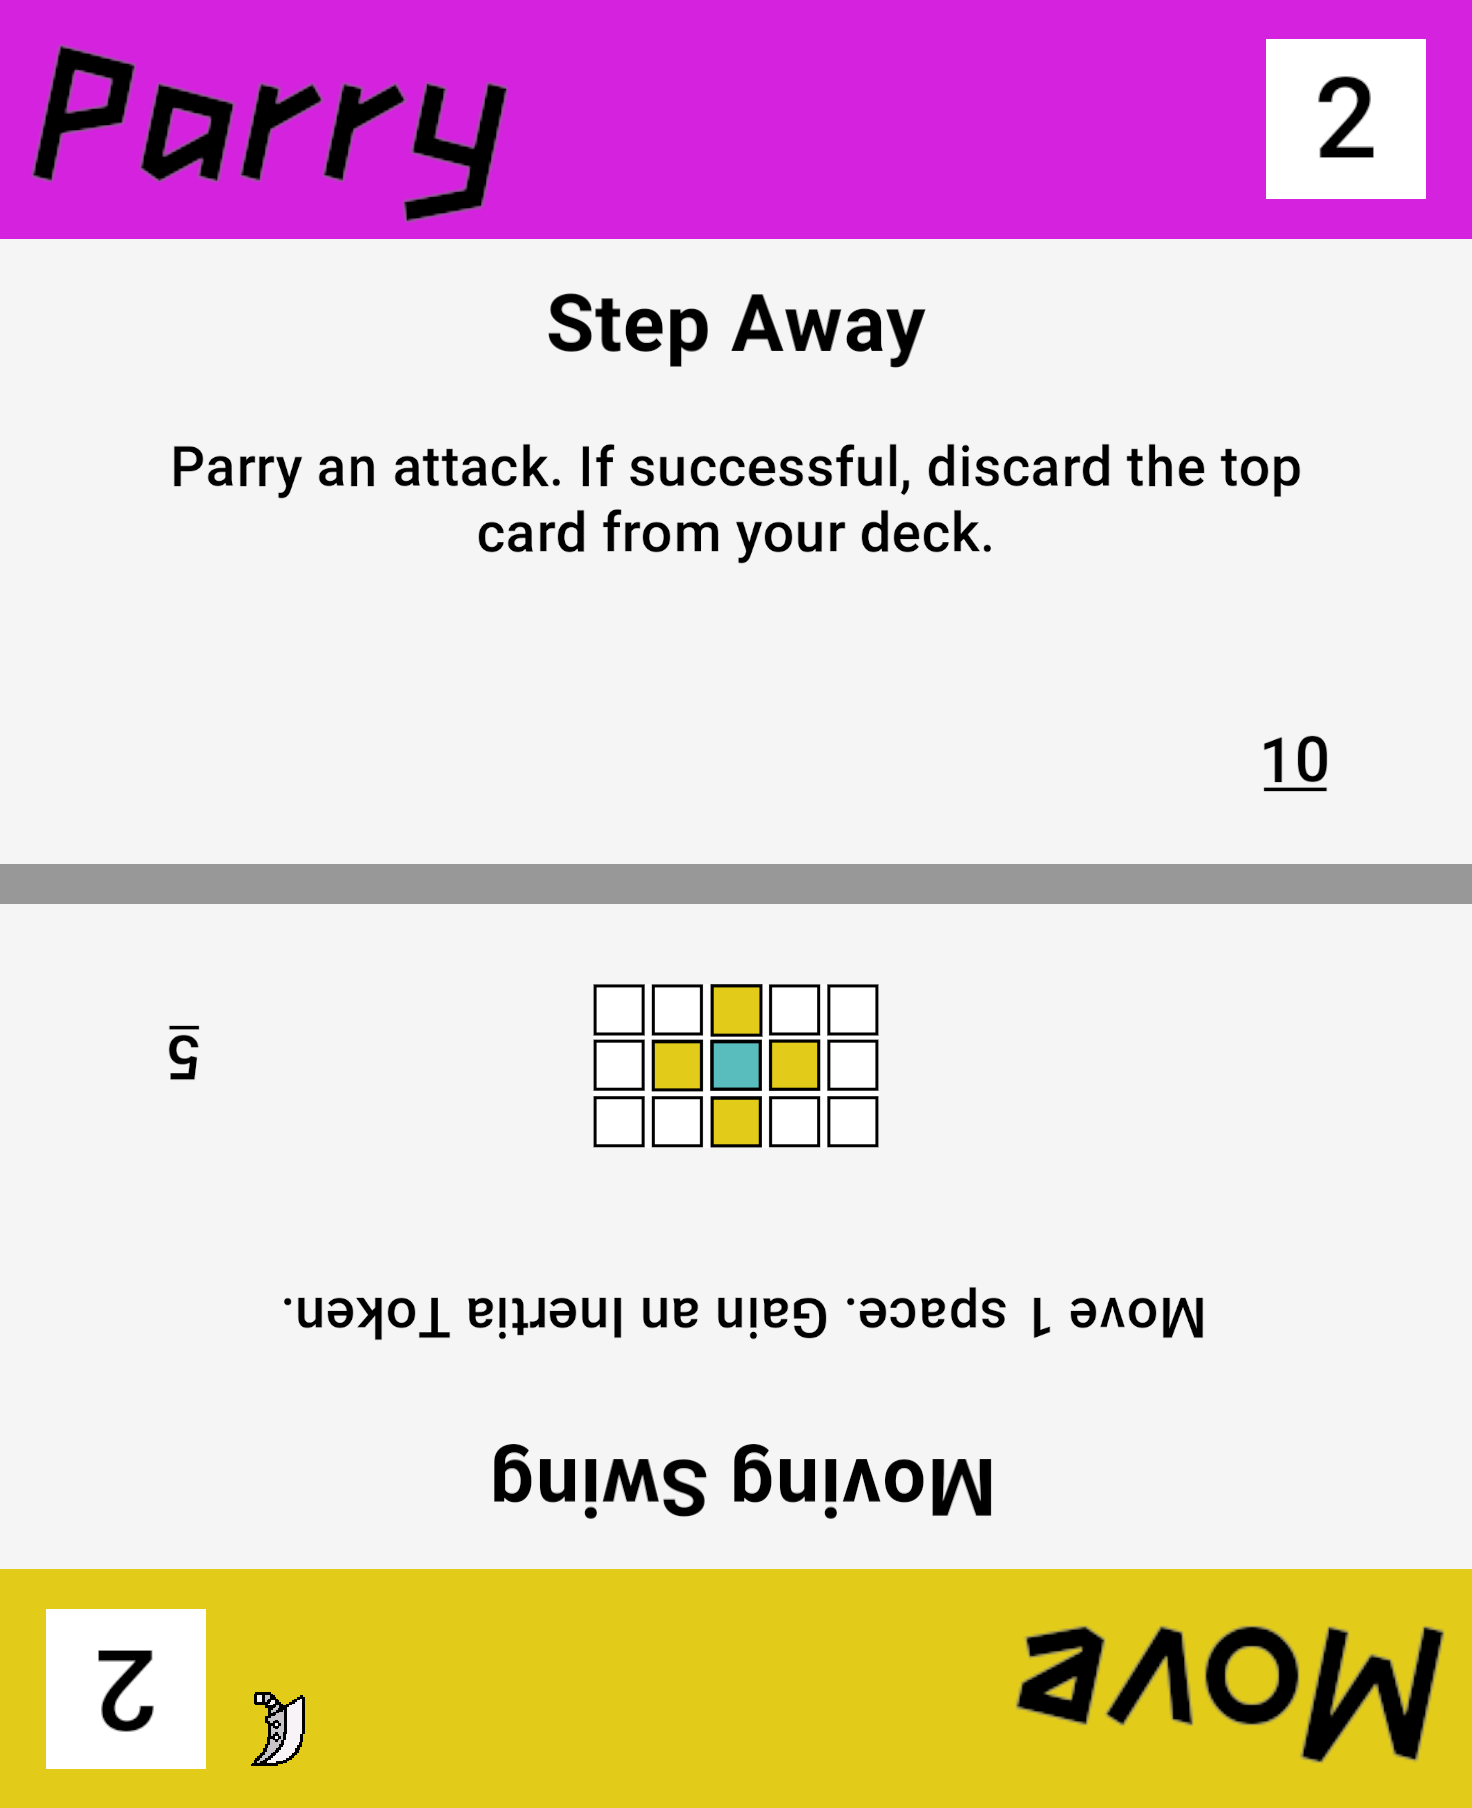 Parry
2
Step Away
Parry an attack. If successful, discard the top
card from your deck.
10
Move
2
Moving Swing
Move 1 space. Gain an Inertia Token.
5